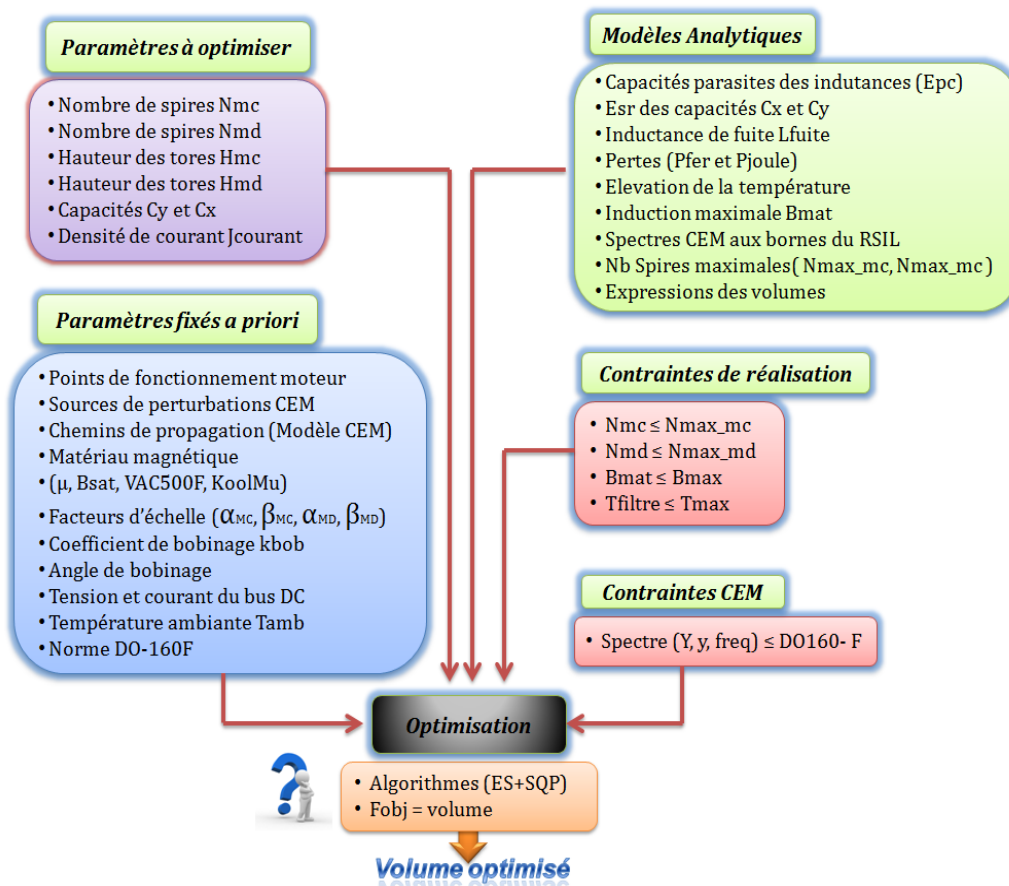 Paramètres à optimiser
• Nombre de spires Nmc
• Nombre de spires Nmd
• Hauteur des tores Hmc
• Hauteur des tores Hmd
• Capacités Cy et Cx
• Densité de courant Jcourant
Modèles Analytiques
• Capacités parasites des indutances (Epc)
• Esr des capacités Cx et Cy
• Inductance de fuite Lfuite
• Pertes (Pfer et Pjoule)
• Elevation de la température
• Induction maximale Bmat
• Spectres CEM aux bornes du RSIL
• Nb Spires maximales( Nmax_mc, Nmax_mc )
• Expressions des volumes
Paramètres fixés a priori
• Points de fonctionnement moteur
• Sources de perturbations CEM
• Chemins de propagation (Modèle CEM)
• Matériau magnétique
• (µ, Bsat, VAC500F, KoolMu)
• Facteurs d'échelle (αMC, βMC, αMD, βMD)
• Coefficient de bobinage kbob
• Angle de bobinage
• Tension et courant du bus DC
• Température ambiante Tamb
• Norme DO-160F
Contraintes de réalisation
• Nmc ≤ Nmax_mc
• Nmd ≤ Nmax_md
• Bmat ≤ Bmax
• Tfiltre ≤ Tmax
Contraintes CEM
• Spectre (Y, y, freq) ≤ DO160- F
Optimisation
• Algorithmes (ES+SQP)
• Fobj = volume
Volume optimisé